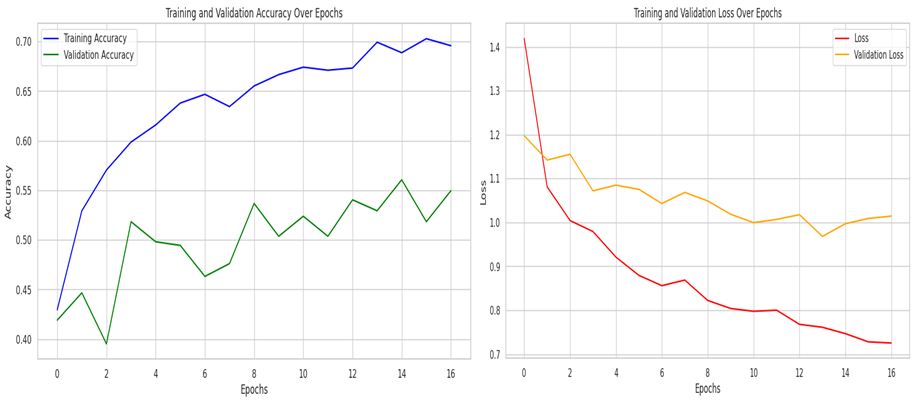 Training and Validation Accuracy Over Epochs
Training Accuracy
Validation Accuracy
0.70
0.65
0.60
0.55
0.50
0.45
0.40
Accuracy
0 2 4 6 8 10 12 14 16
Epochs
Training and Validation Loss Over Epochs
Loss
Validation Loss
1.4
1.3
1.2
1.1
1.0
0.9
0.8
0.7
Loss
0 2 4 6 8 10 12 14 16
Epochs